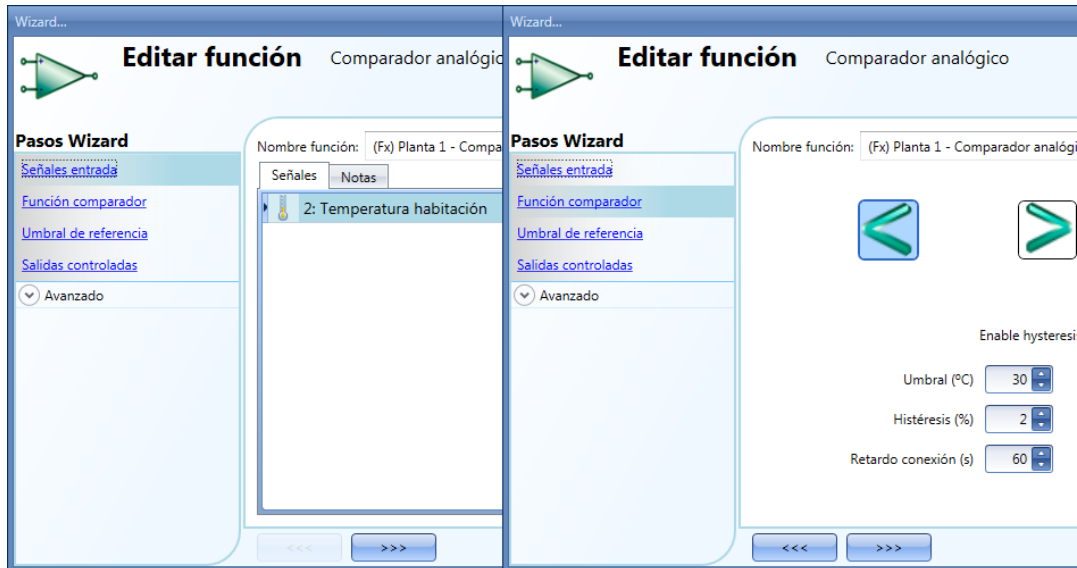 Wizard...
Editar función Comparador analógic
Pasos Wizard
Señales entrada
Función comparador
Umbral de referencia
Salidas controladas
Avanzado
Nombre función: (Fx) Planta 1 - Compa
Señales Notas
2: Temperatura habitación
<<< >>>
Wizard...
Editar función Comparador analógico
Pasos Wizard
Señales entrada
Función comparador
Umbral de referencia
Salidas controladas
Avanzado
Nombre función: (Fx) Planta 1 - Comparador analógi
Enable hysteresi
Umbral (ºC) 30
Histéresis (%) 2
Retardo conexión (s) 60
<<< >>>